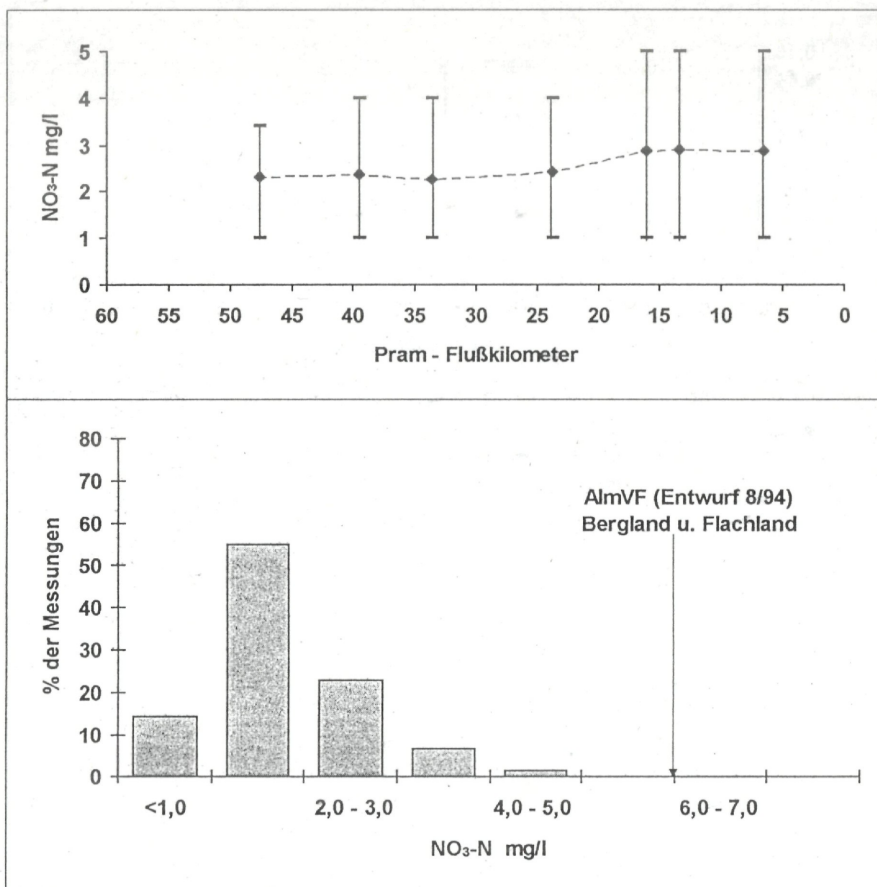 5
4
3
2
1
0
NO₃-N mg/l
60 55 50 45 40 35 30 25 20 15 10 5 0
Pram - Flußkilometer
80
70
60
50
40
30
20
10
0
% der Messungen
AImVF (Entwurf 8/94)
Bergland u. Flachland
<1,0 2,0 - 3,0 4,0 - 5,0 6,0 - 7,0
NO₃-N mg/l